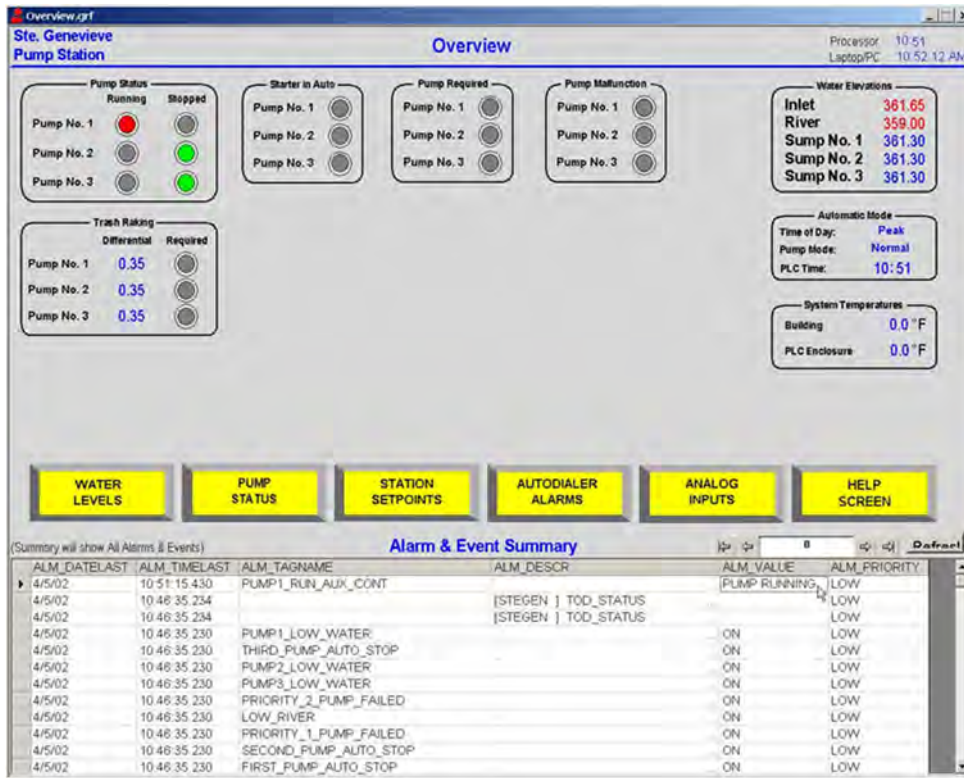 Overview.grf
Ste. Genevieve
Pump Station
Overview
Processor 10:51
Laptop/PC 10:52:12 AM
Pump Status
Running Stopped
Pump No. 1
Pump No. 2
Pump No. 3
Starter in Auto
Pump No. 1
Pump No. 2
Pump No. 3
Pump Required
Pump No. 1
Pump No. 2
Pump No. 3
Pump Malfunction
Pump No. 1
Pump No. 2
Pump No. 3
Water Elevations
Inlet 361.65
River 359.00
Sump No. 1 361.30
Sump No. 2 361.30
Sump No. 3 361.30
Trash Raking
Differential Required
Pump No. 1 0.35
Pump No. 2 0.35
Pump No. 3 0.35
Automatic Mode
Time of Day: Peak
Pump Mode: Normal
PLC Time: 10:51
System Temperatures
Building 0.0 °F
PLC Enclosure 0.0 °F
WATER
LEVELS
PUMP
STATUS
STATION
SETPOINTS
AUTODIALER
ALARMS
ANALOG
INPUTS
HELP
SCREEN
(Summary will show All Alarms & Events)
Alarm & Event Summary
0
ALM_DATELAST ALM_TIMELAST ALM_TAGNAME ALM_DESCR ALM_VALUE ALM_PRIORITY
4/5/02 10:51:15.430 PUMP1_RUN_AUX_CONT PUMP RUNNING LOW
4/5/02 10:46:35.234 [STEGEN ] TOD_STATUS LOW
4/5/02 10:46:35.234 [STEGEN ] TOD_STATUS LOW
4/5/02 10:46:35.230 PUMP1_LOW_WATER ON LOW
4/5/02 10:46:35.230 THIRD_PUMP_AUTO_STOP ON LOW
4/5/02 10:46:35.230 PUMP2_LOW_WATER ON LOW
4/5/02 10:46:35.230 PUMP3_LOW_WATER ON LOW
4/5/02 10:46:35.230 PRIORITY_2_PUMP_FAILED ON LOW
4/5/02 10:46:35.230 LOW_RIVER ON LOW
4/5/02 10:46:35.230 PRIORITY_1_PUMP_FAILED ON LOW
4/5/02 10:46:35.230 SECOND_PUMP_AUTO_STOP ON LOW
4/5/02 10:46:35.230 FIRST_PUMP_AUTO_STOP ON LOW